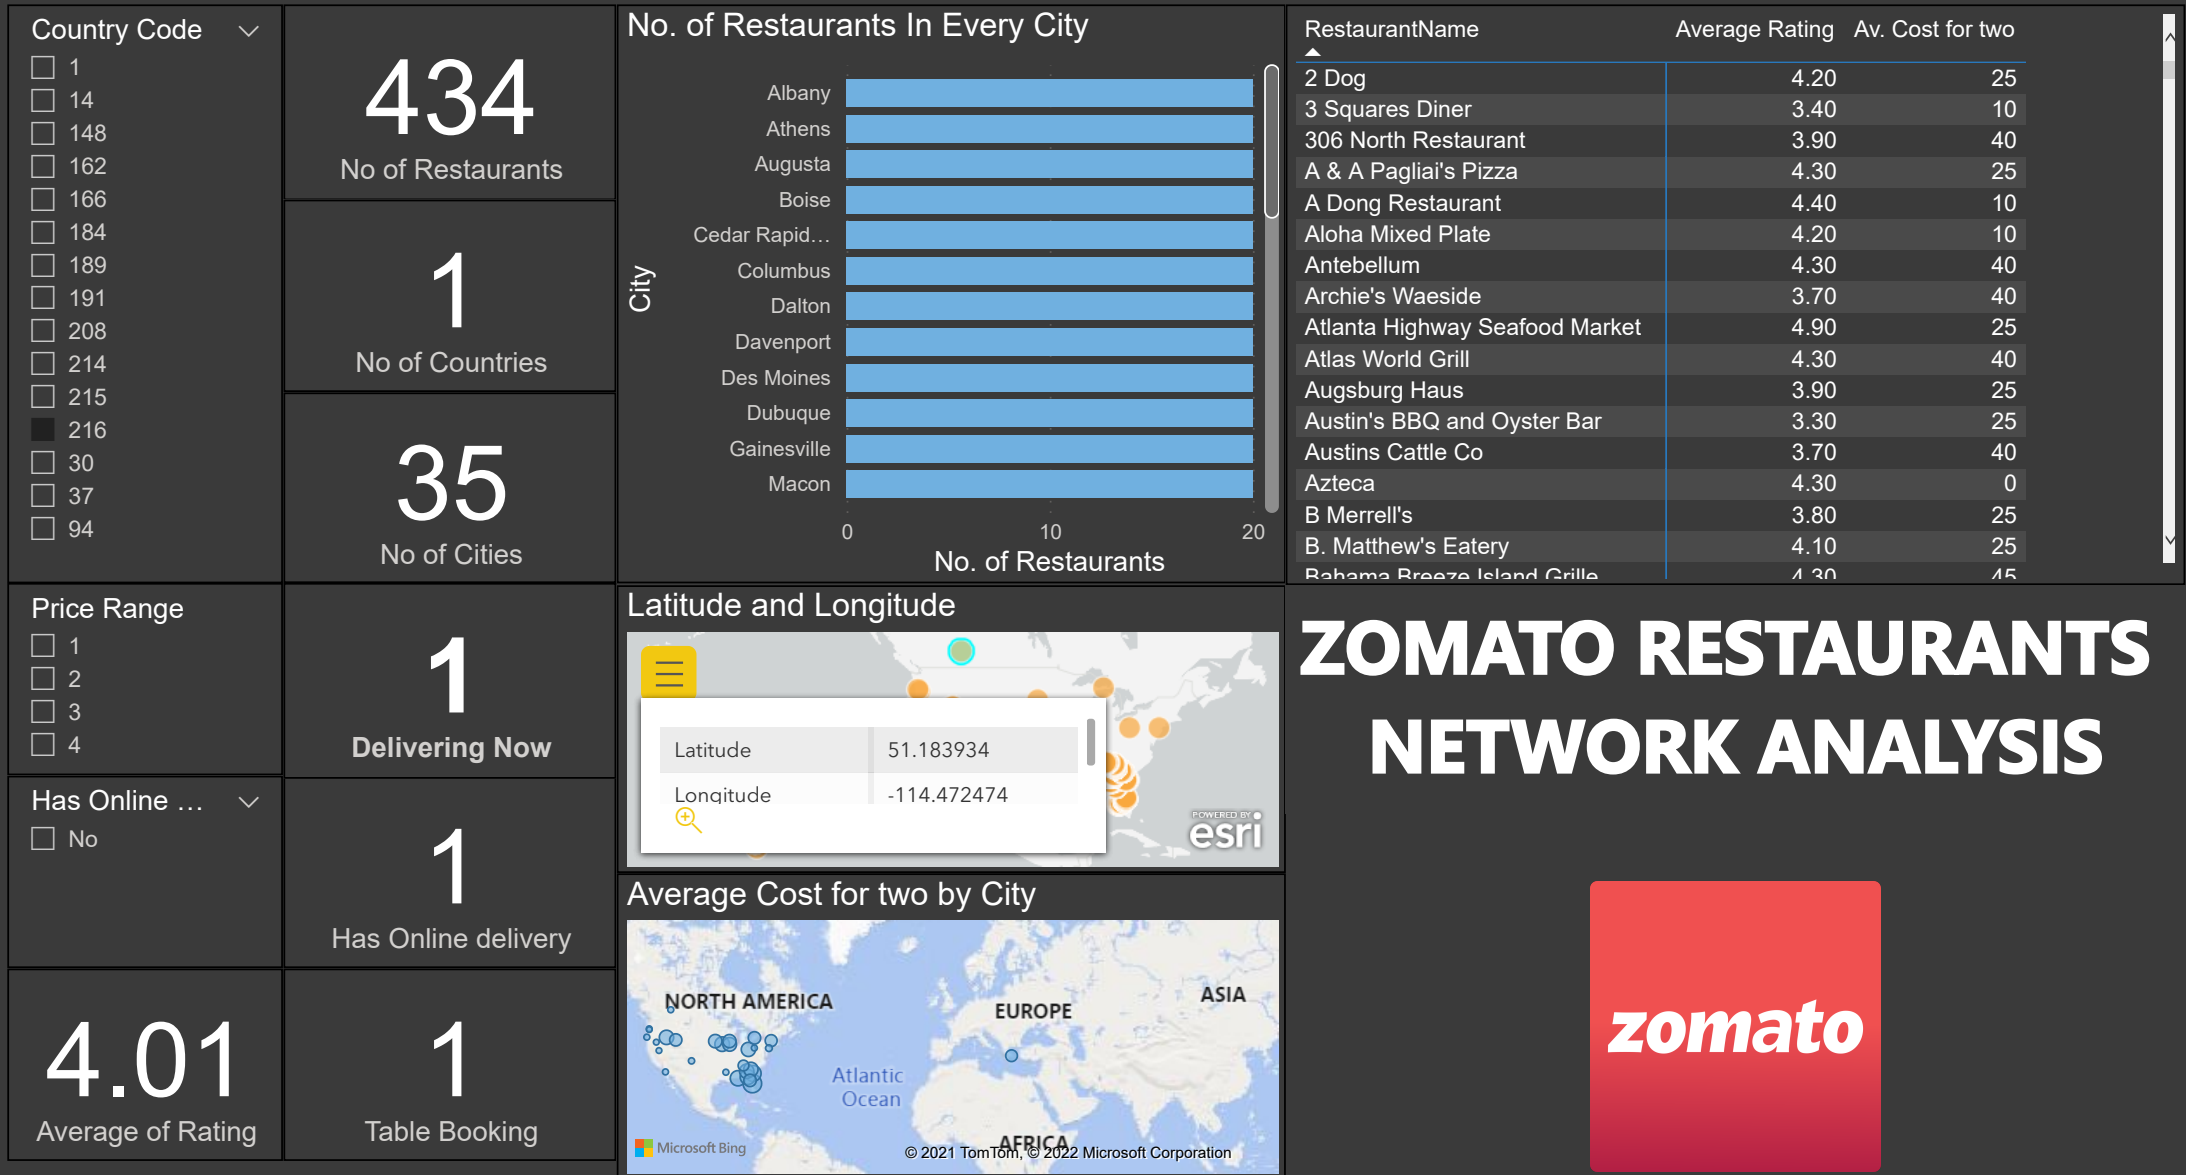 Country Code
1
14
148
162
166
184
189
191
208
214
215
216
30
37
94
434
No of Restaurants
1
No of Countries
35
No of Cities
No. of Restaurants In Every City
City
Albany
Athens
Augusta
Boise
Cedar Rapid…
Columbus
Dalton
Davenport
Des Moines
Dubuque
Gainesville
Macon
0 10 20
No. of Restaurants
RestaurantName Average Rating Av. Cost for two
2 Dog 4.20 25
3 Squares Diner 3.40 10
306 North Restaurant 3.90 40
A & A Pagliai's Pizza 4.30 25
A Dong Restaurant 4.40 10
Aloha Mixed Plate 4.20 10
Antebellum 4.30 40
Archie's Waeside 3.70 40
Atlanta Highway Seafood Market 4.90 25
Atlas World Grill 4.30 40
Augsburg Haus 3.90 25
Austin's BBQ and Oyster Bar 3.30 25
Austins Cattle Co 3.70 40
Azteca 4.30 0
B Merrell's 3.80 25
B. Matthew's Eatery 4.10 25
Bahama Breeze Island Grille 4.30 45
Price Range
1
2
3
4
1
Delivering Now
Has Online …
No
1
Has Online delivery
4.01
Average of Rating
1
Table Booking
Latitude and Longitude
Latitude 51.183934
Longitude -114.472474
POWERED BY
esri
Average Cost for two by City
NORTH AMERICA
EUROPE
ASIA
Atlantic
Ocean
AFRICA
Microsoft Bing
© 2021 TomTom, © 2022 Microsoft Corporation
ZOMATO RESTAURANTS
NETWORK ANALYSIS
zomato